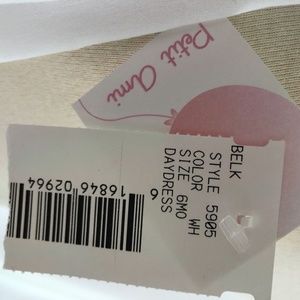 Petit Ami
BELK
STYLE 5905
COLOR WH
SIZE 6MO
DAYDRESS
16846 02964
6